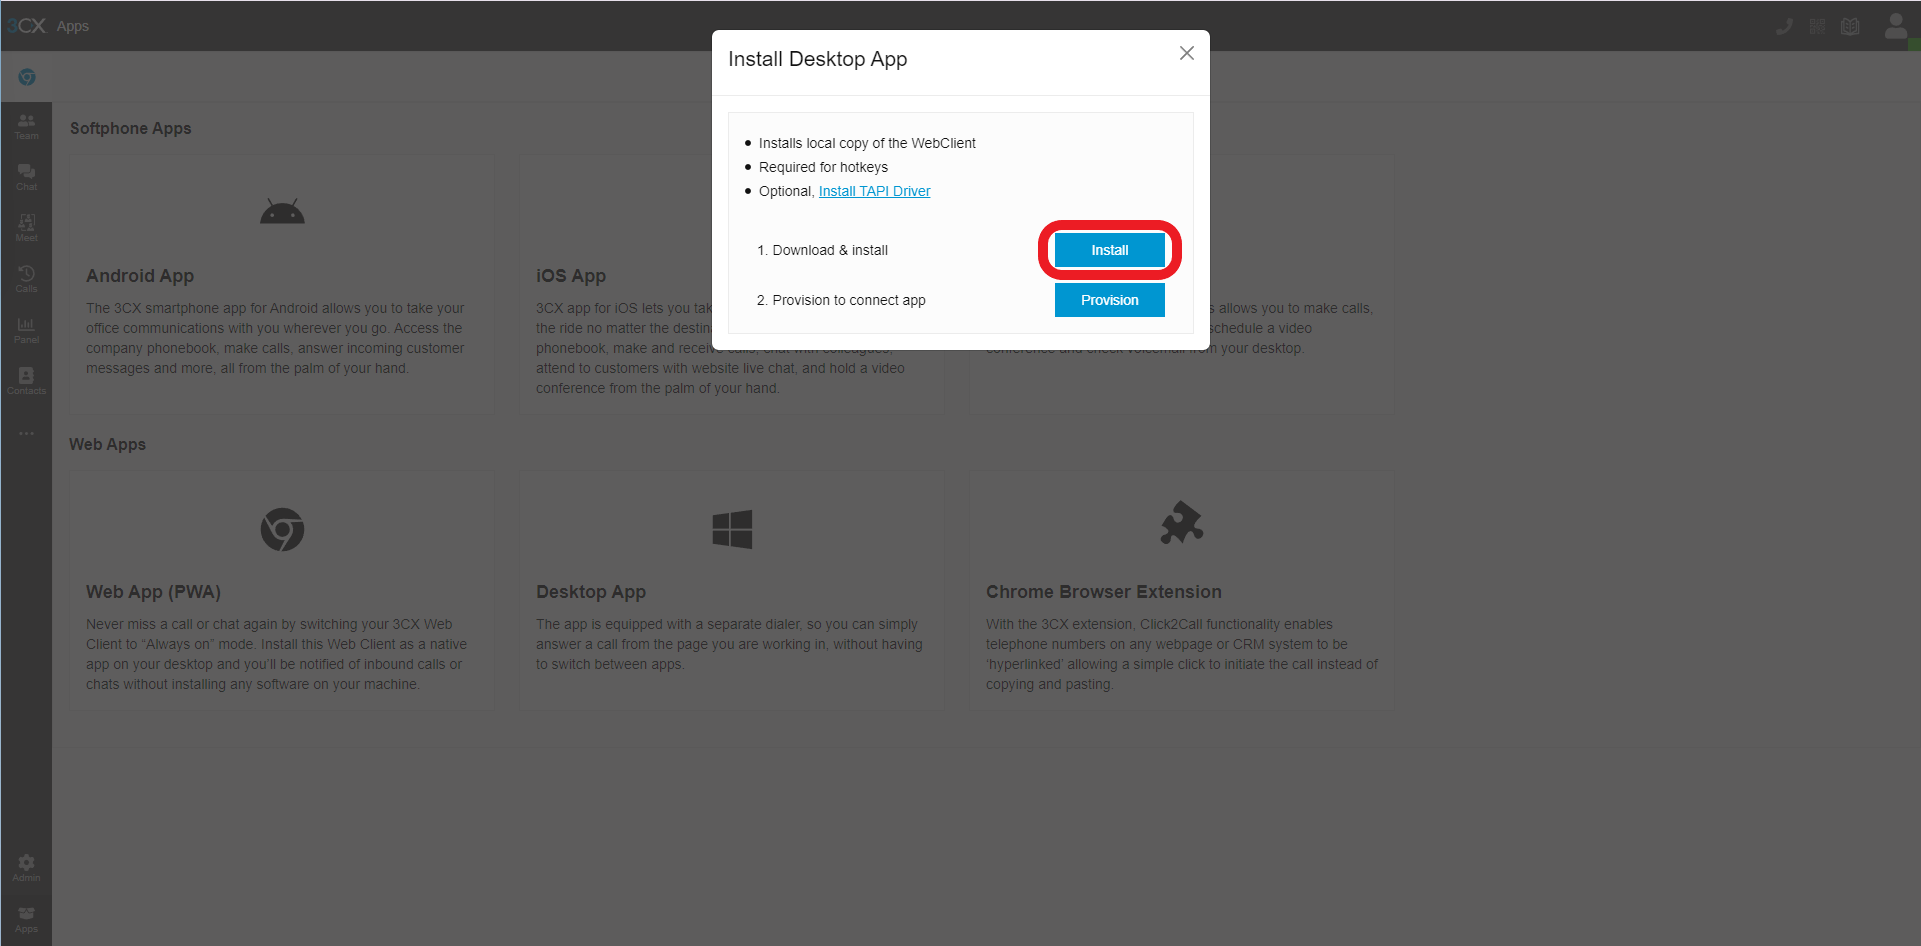 3CX Apps
Install Desktop App
Installs local copy of the WebClient
Required for hotkeys
Optional, Install TAPI Driver
1. Download & install
Install
2. Provision to connect app
Provision
Team
Chat
Meet
Calls
Panel
Contacts
Admin
Apps
Softphone Apps
Android App
The 3CX smartphone app for Android allows you to take your
office communications with you wherever you go. Access the
company phonebook, make calls, answer incoming customer
messages and more, all from the palm of your hand.
iOS App
3CX app for iOS lets you
the ride no matter the
phonebook, make and receive calls, chat with colleagues,
attend to customers with website live chat, and hold a video
conference from the palm of your hand.
allows you to make calls,
schedule a video
conference and check voicemail from your desktop.
Web Apps
Web App (PWA)
Never miss a call or chat again by switching your 3CX Web
Client to “Always on” mode. Install this Web Client as a native
app on your desktop and you’ll be notified of inbound calls or
chats without installing any software on your machine.
Desktop App
The app is equipped with a separate dialer, so you can simply
answer a call from the page you are working in, without having
to switch between apps.
Chrome Browser Extension
With the 3CX extension, Click2Call functionality enables
telephone numbers on any webpage or CRM system to be
‘hyperlinked’ allowing a simple click to initiate the call instead of
copying and pasting.